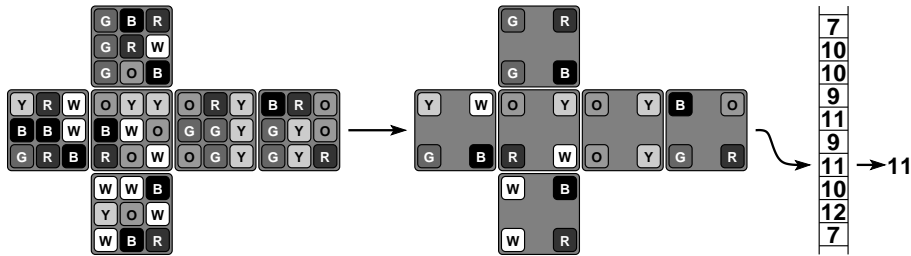 G B R
G R W
G O B
Y R W O Y Y O R Y B R O
B B W B W O G G Y G Y O
G R B R O W O G Y G Y R
W W B
Y O W
W B R
G R
G B
Y W O Y O Y B O
G B R W O Y G R
W B
W R
7
10
10
9
11
9
11 11
10
12
7